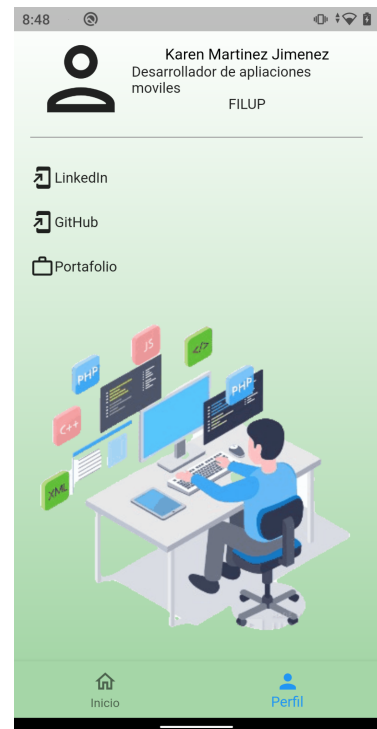 8:48
Karen Martinez Jimenez
Desarrollador de apliaciones
moviles
FILUP
LinkedIn
GitHub
Portafolio
JS
</>
PHP
PHP
C++
XML
Inicio
Perfil